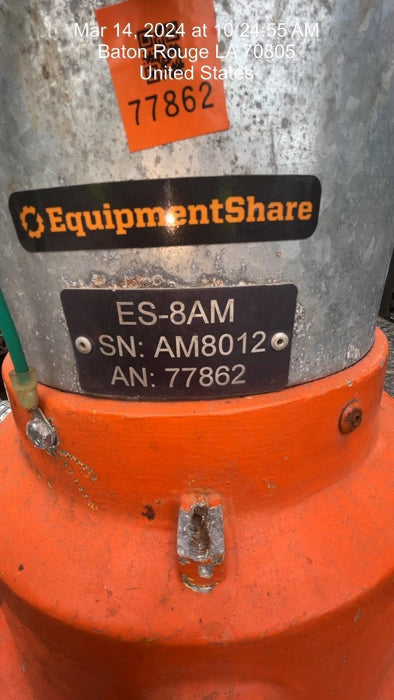 Mar 14, 2024 at 10:24:55 AM
Baton Rouge LA 70805
United States
77862
EquipmentShare
ES-8AM
SN: AM8012
AN: 77862